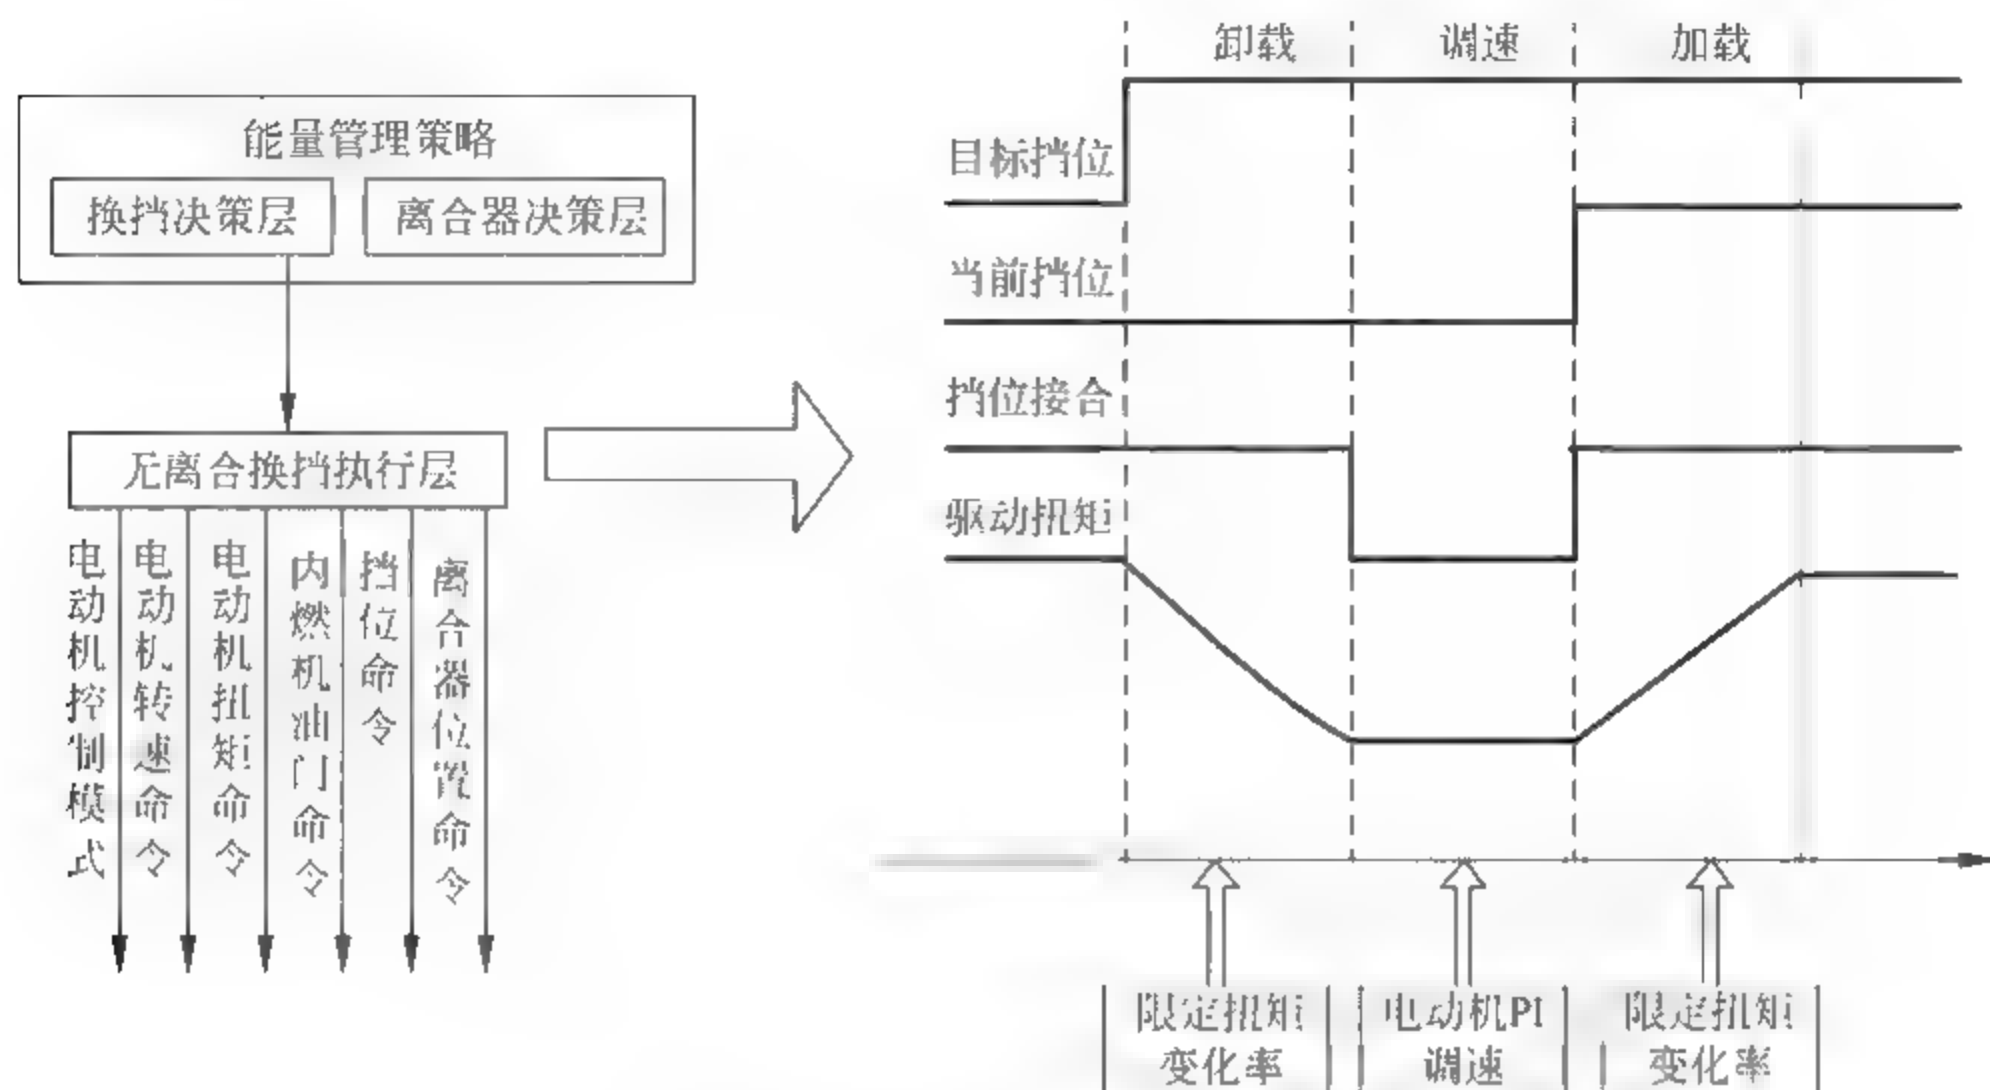 能量管理策略
换挡决策层
离合器决策层
无离合换挡执行层
电动机控制模式
电动机转速命令
电动机扭矩命令
内燃机油门命令
挡位命令
离合器位置命令
卸载
调速
加载
目标挡位
当前挡位
挡位接合
驱动扭矩
限定扭矩
变化率
电动机PI
调速
限定扭矩
变化率